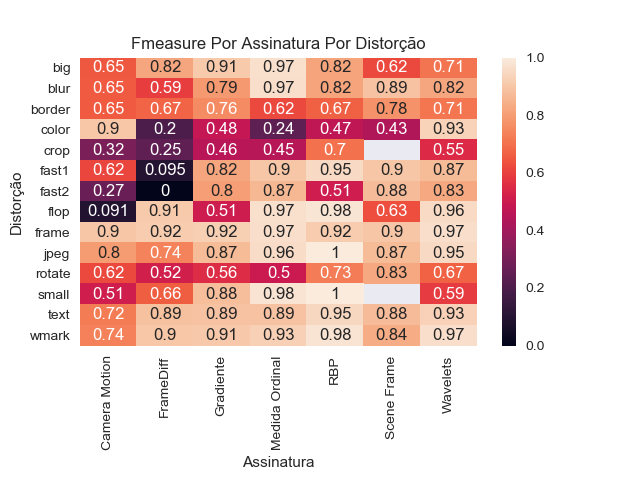 Fmeasure Por Assinatura Por Distorção
Distorção
big 0.65 0.82 0.91 0.97 0.82 0.62 0.71
blur 0.65 0.59 0.79 0.97 0.82 0.89 0.82
border 0.65 0.67 0.76 0.62 0.67 0.78 0.71
color 0.9 0.2 0.48 0.24 0.47 0.43 0.93
crop 0.32 0.25 0.46 0.45 0.7 0.55
fast1 0.62 0.095 0.82 0.9 0.95 0.9 0.87
fast2 0.27 0 0.8 0.87 0.51 0.88 0.83
flop 0.091 0.91 0.51 0.97 0.98 0.63 0.96
frame 0.9 0.92 0.92 0.97 0.92 0.9 0.97
jpeg 0.8 0.74 0.87 0.96 1 0.87 0.95
rotate 0.62 0.52 0.56 0.5 0.73 0.83 0.67
small 0.51 0.66 0.88 0.98 1 0.59
text 0.72 0.89 0.89 0.89 0.95 0.88 0.93
wmark 0.74 0.9 0.91 0.93 0.98 0.84 0.97
Camera Motion
FrameDiff
Gradiente
Medida Ordinal
RBP
Scene Frame
Wavelets
Assinatura
1.0
0.8
0.6
0.4
0.2
0.0